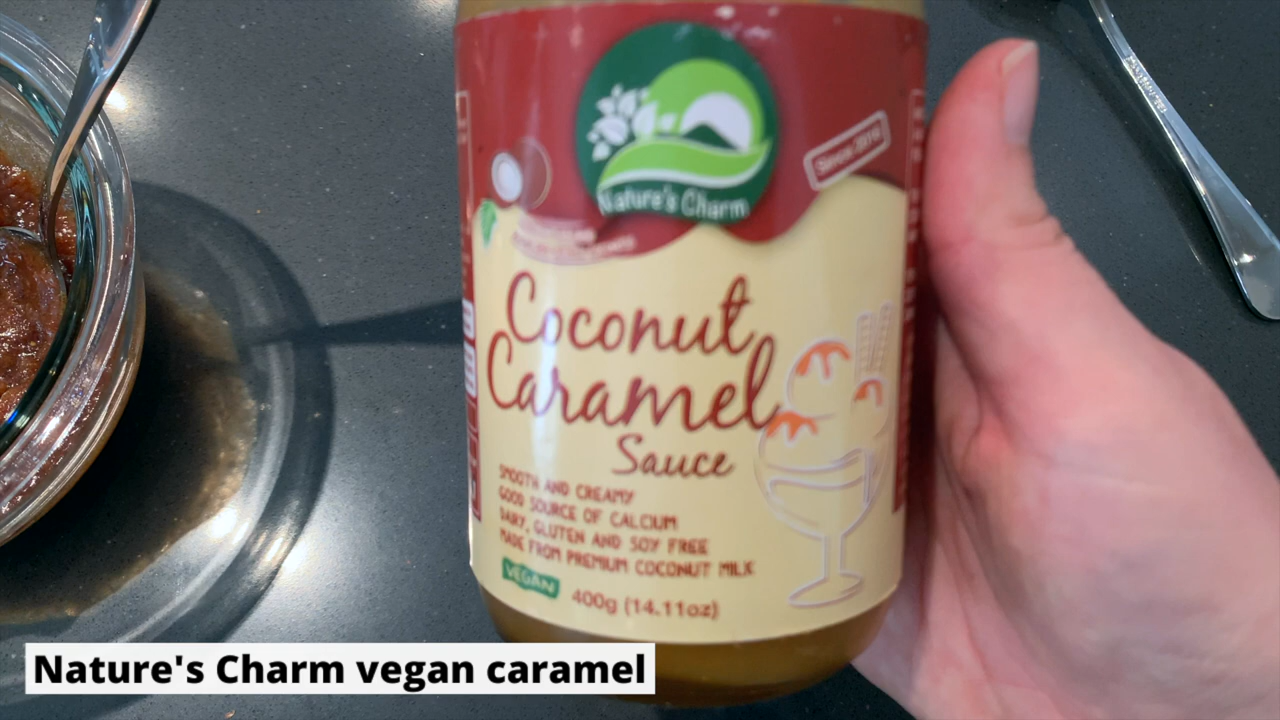 Nature's Charm
Since 2014
Coconut
Caramel
Sauce
SMOOTH AND CREAMY
GOOD SOURCE OF CALCIUM
DAIRY, GLUTEN AND SOY FREE
MADE FROM PREMIUM COCONUT MILK
VEGAN
400g (14.11oz)
Nature's Charm vegan caramel